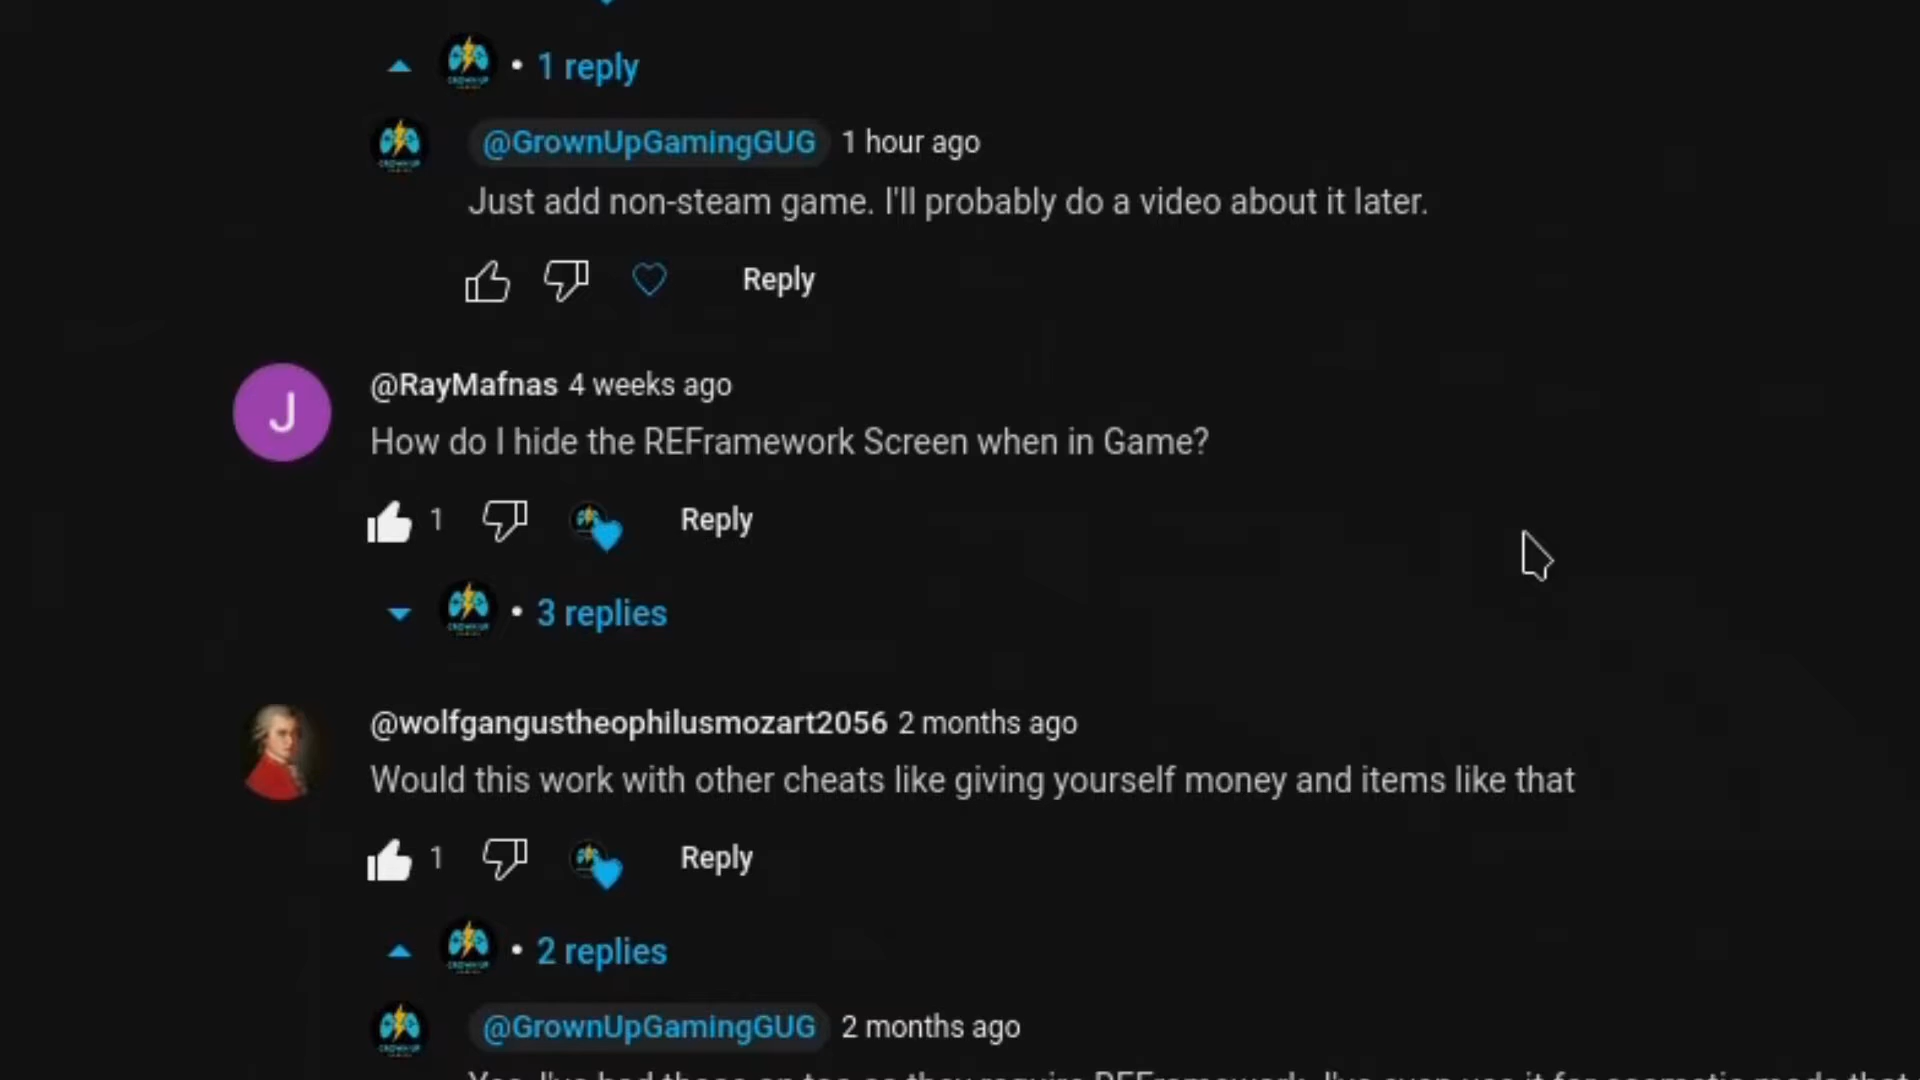 • 1 reply
@GrownUpGamingGUG 1 hour ago
Just add non-steam game. I'll probably do a video about it later.
Reply
J
@RayMafnas 4 weeks ago
How do I hide the REFramework Screen when in Game?
1 Reply
• 3 replies
@wolfgangustheophilusmozart2056 2 months ago
Would this work with other cheats like giving yourself money and items like that
1 Reply
• 2 replies
@GrownUpGamingGUG 2 months ago